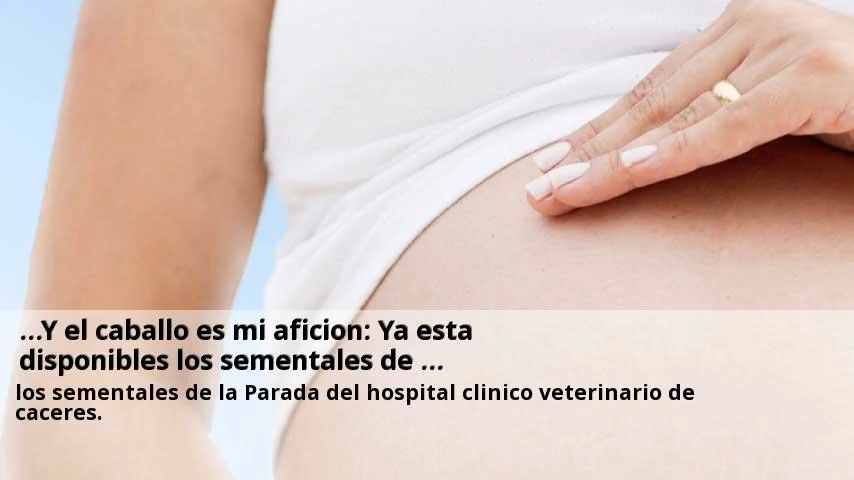 ...Y el caballo es mi aficion: Ya esta
disponibles los sementales de ...
los sementales de la Parada del hospital clinico veterinario de
caceres.